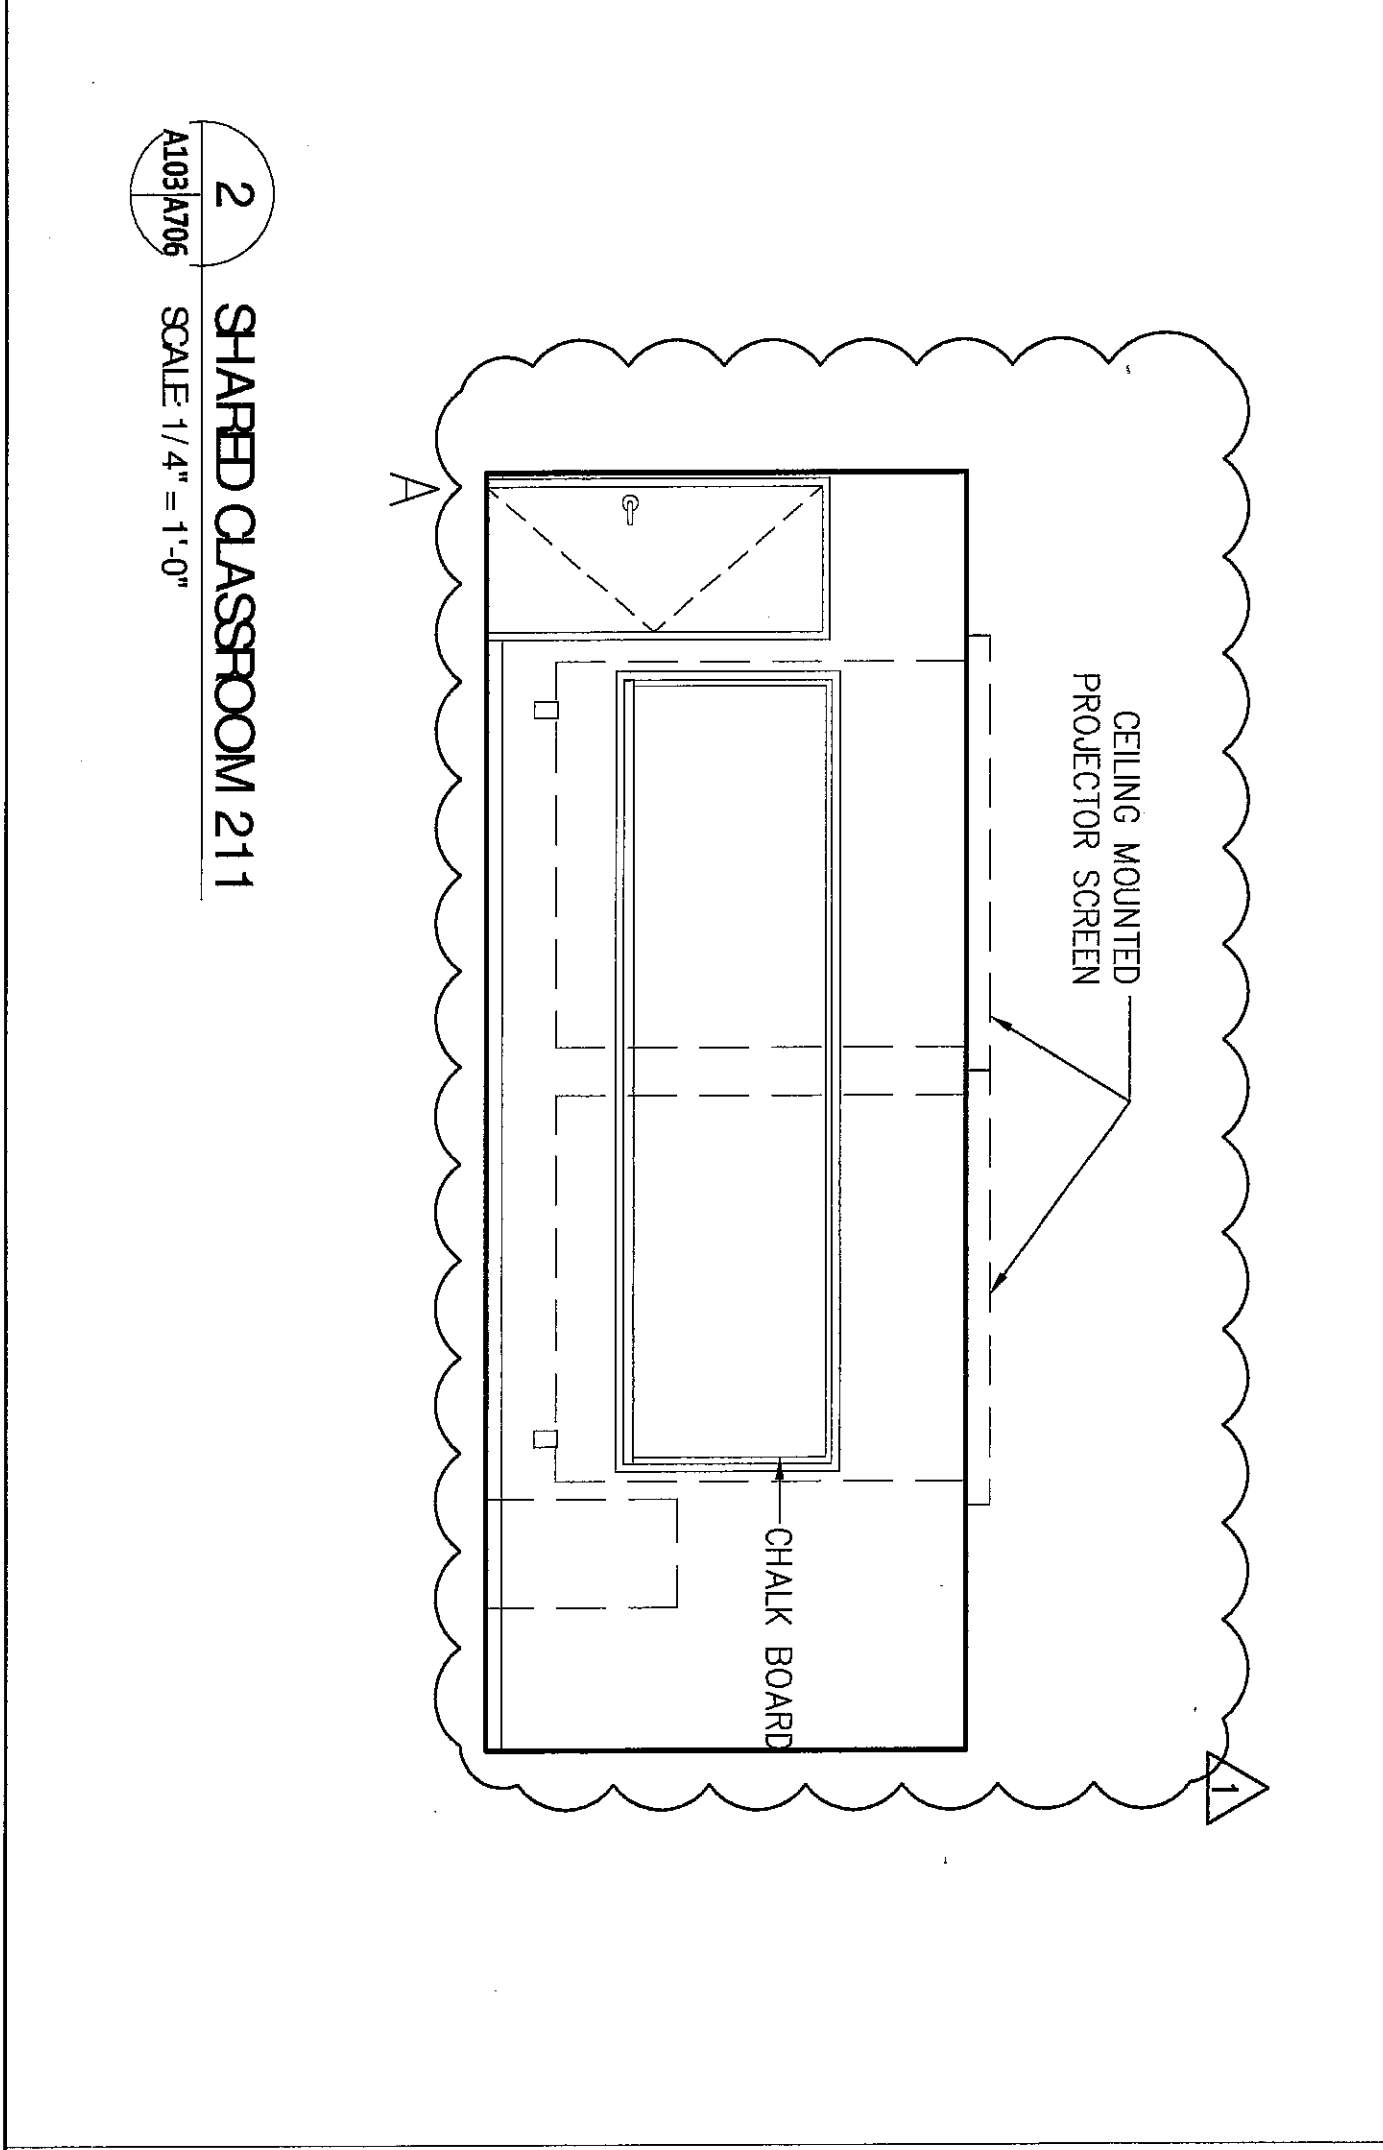 CEILING MOUNTED
PROJECTOR SCREEN
1
CHALK BOARD
A
2
SHARED CLASSROOM 211
A103 A706
SCALE: 1/4" = 1'-0"